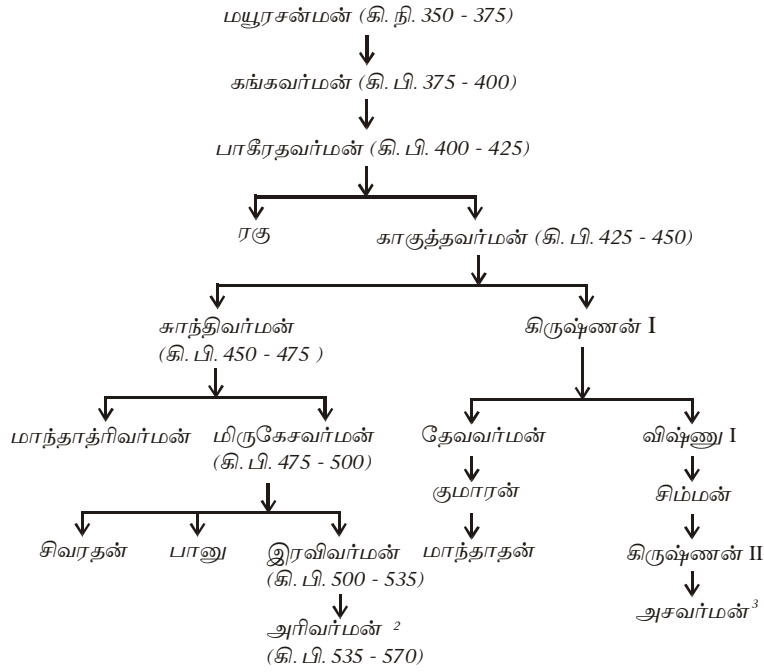 மயூரசன்மன் (கி. நி. 350 - 375)
கங்கவர்மன் (கி. பி. 375 - 400)
பாகீரதவர்மன் (கி. பி. 400 - 425)
ரகு காகுத்தவர்மன் (கி. பி. 425 - 450)
சுாந்திவர்மன் கிருஷ்ணன் I
(கி. பி. 450 - 475 )
மாந்தாத்ரிவர்மன் மிருகேசவர்மன் தேவவர்மன் விஷ்ணு I
(கி. பி. 475 - 500)
குமாரன் சிம்மன்
சிவரதன் பானு இரவிவர்மன் மாந்தாதன் கிருஷ்ணன் II
(கி. பி. 500 - 535)
அசவர்மன் 3
அரிவர்மன் 2
(கி. பி. 535 - 570)